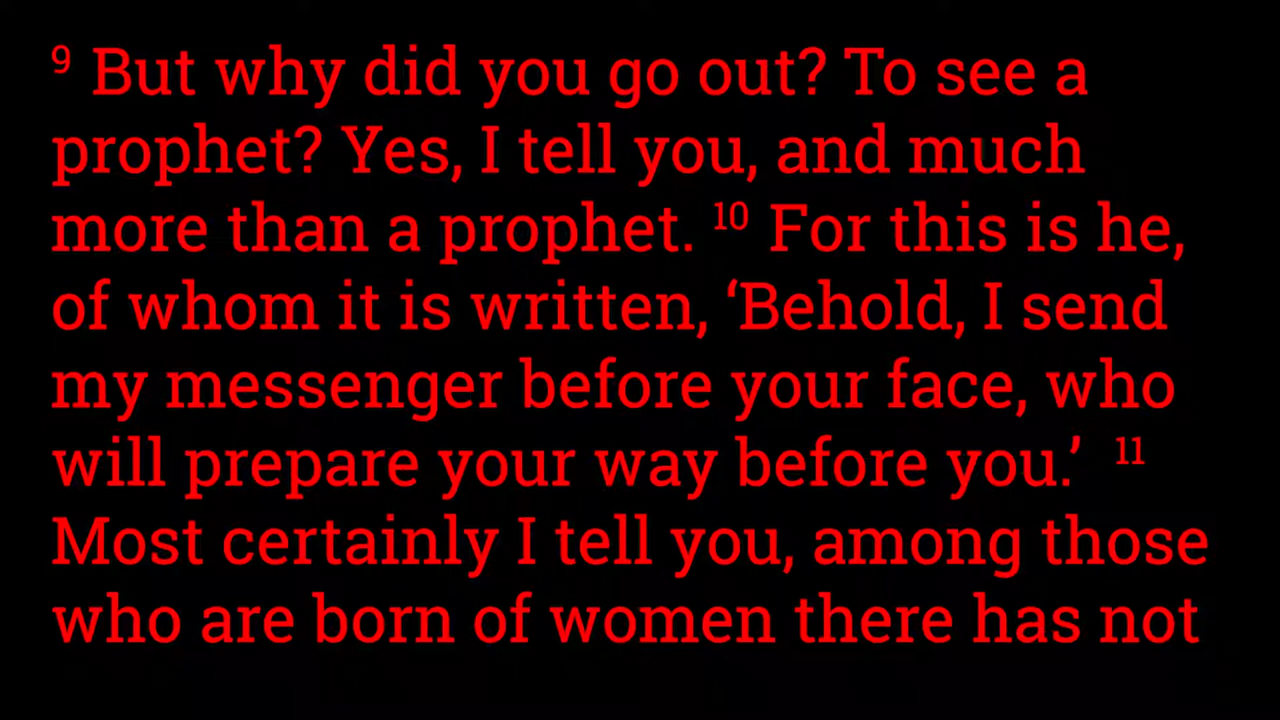 9 But why did you go out? To see a
prophet? Yes, I tell you, and much
more than a prophet. 10 For this is he,
of whom it is written, ‘Behold, I send
my messenger before your face, who
will prepare your way before you.’ 11
Most certainly I tell you, among those
who are born of women there has not